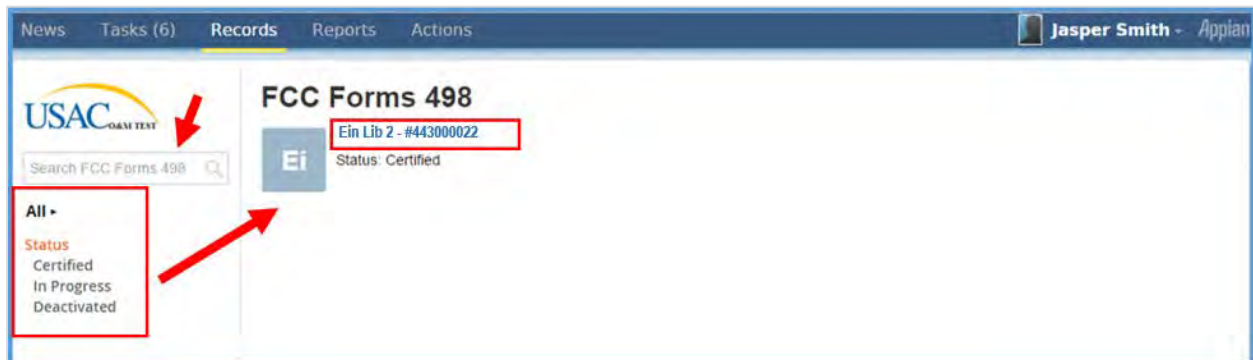 News Tasks (6) Records Reports Actions Jasper Smith Appian
USAC O&M TEST
Search FCC Forms 498
All
Status
Certified
In Progress
Deactivated
FCC Forms 498
Ei
Ein Lib 2 - #443000022
Status: Certified